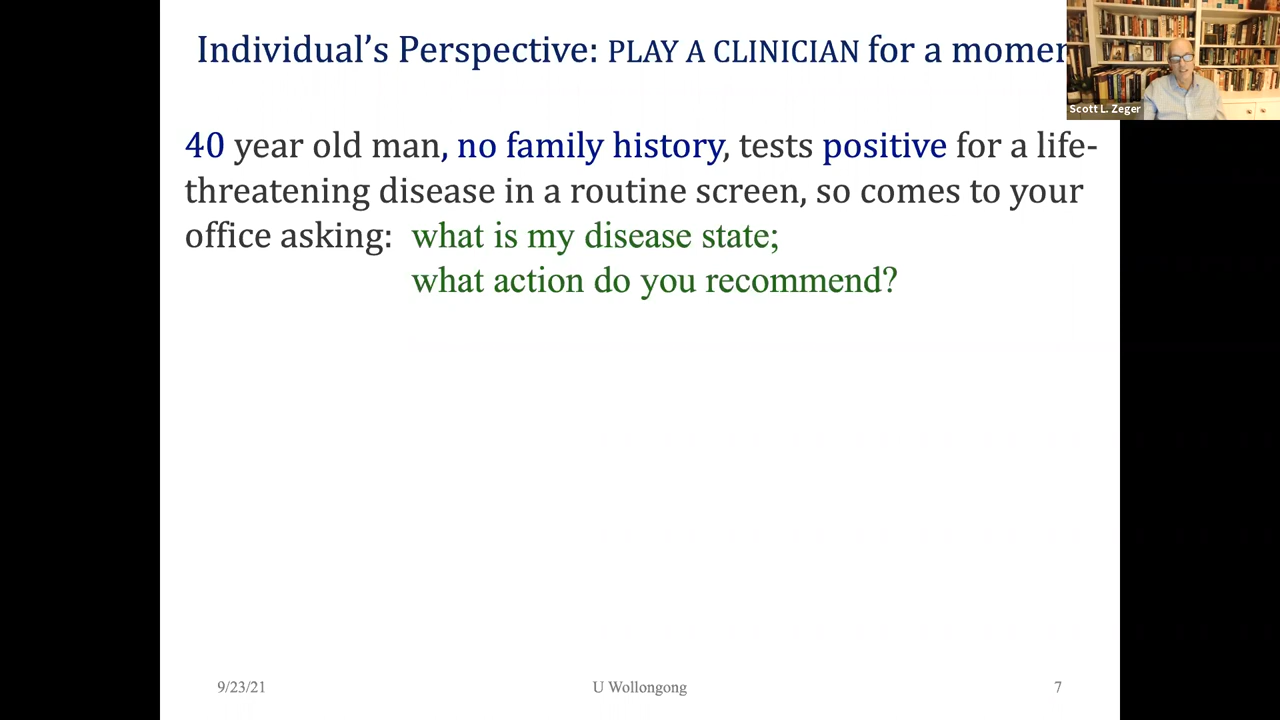 Individual’s Perspective: PLAY A CLINICIAN for a momen
Scott L. Zeger
40 year old man, no family history, tests positive for a life-
threatening disease in a routine screen, so comes to your
office asking: what is my disease state;
what action do you recommend?
9/23/21 U Wollongong 7